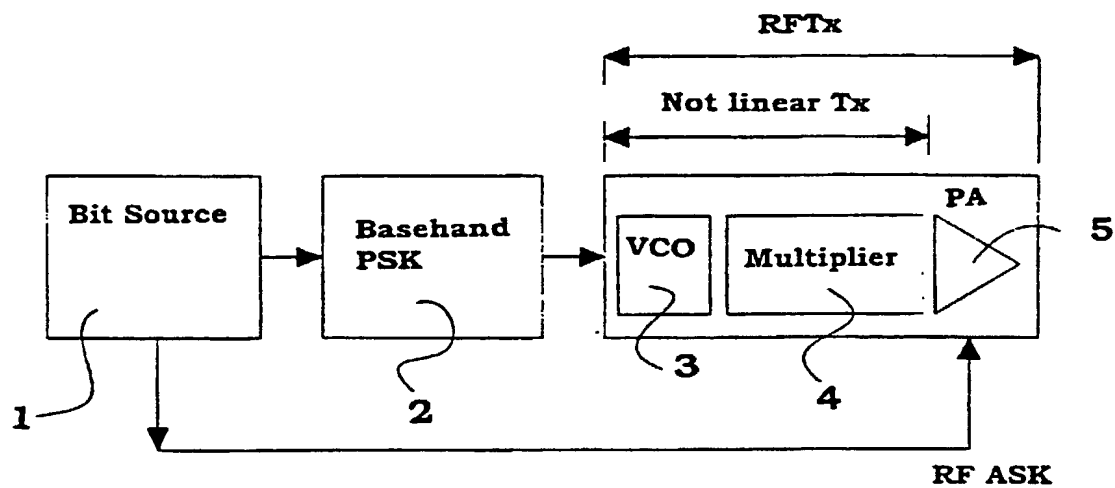 RFTx
Not linear Tx
Bit Source
Basehand
PSK
VCO
Multiplier
PA
5
1
2
3
4
RF ASK